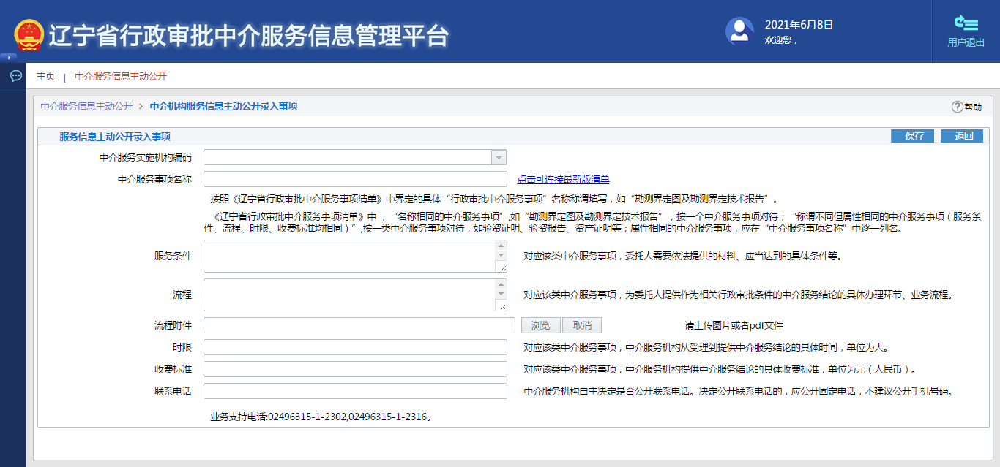 辽宁省行政审批中介服务信息管理平台
2021年6月8日
欢迎您，
用户退出
主页 | 中介服务信息主动公开
中介服务信息主动公开 > 中介机构服务信息主动公开录入事项
帮助
服务信息主动公开录入事项
保存
返回
中介服务实施机构编码
中介服务事项名称
点击可连接最新版清单
按照《辽宁省行政审批中介服务事项清单》中界定的具体“行政审批中介服务事项”名称称谓填写，如“勘测界定图及勘测界定技术报告”。
《辽宁省行政审批中介服务事项清单》中 ，“名称相同的中介服务事项”,如“勘测界定图及勘测界定技术报告”，按一个中介服务事项对待；“称谓不同但属性相同的中介服务事项（服务条
件、流程、时限、收费标准均相同）”,按一类中介服务事项对待，如验资证明、验资报告、资产证明等；属性相同的中介服务事项，应在“中介服务事项名称”中逐一列名。
服务条件
对应该类中介服务事项，委托人需要依法提供的材料、应当达到的具体条件等。
流程
对应该类中介服务事项，为委托人提供作为相关行政审批条件的中介服务结论的具体办理环节、业务流程。
流程附件
浏览
取消
请上传图片或者pdf文件
时限
对应该类中介服务事项，中介服务机构从受理到提供中介服务结论的具体时间，单位为天。
收费标准
对应该类中介服务事项，中介服务机构提供中介服务结论的具体收费标准，单位为元（人民币）。
联系电话
中介服务机构自主决定是否公开联系电话。决定公开联系电话的，应公开固定电话，不建议公开手机号码。
业务支持电话:02496315-1-2302,02496315-1-2316。